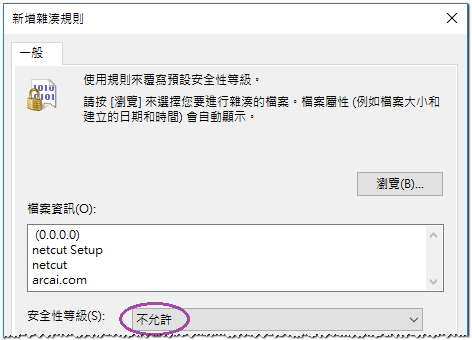 新增雜湊規則
一般
使用規則來覆寫預設安全性等級。
請按 [瀏覽] 來選擇您要進行雜湊的檔案。檔案屬性 (例如檔案大小和
建立的日期和時間) 會自動顯示。
瀏覽(B)...
檔案資訊(O):
(0.0.0.0)
netcut Setup
netcut
arcai.com
安全性等級(S):
不允許